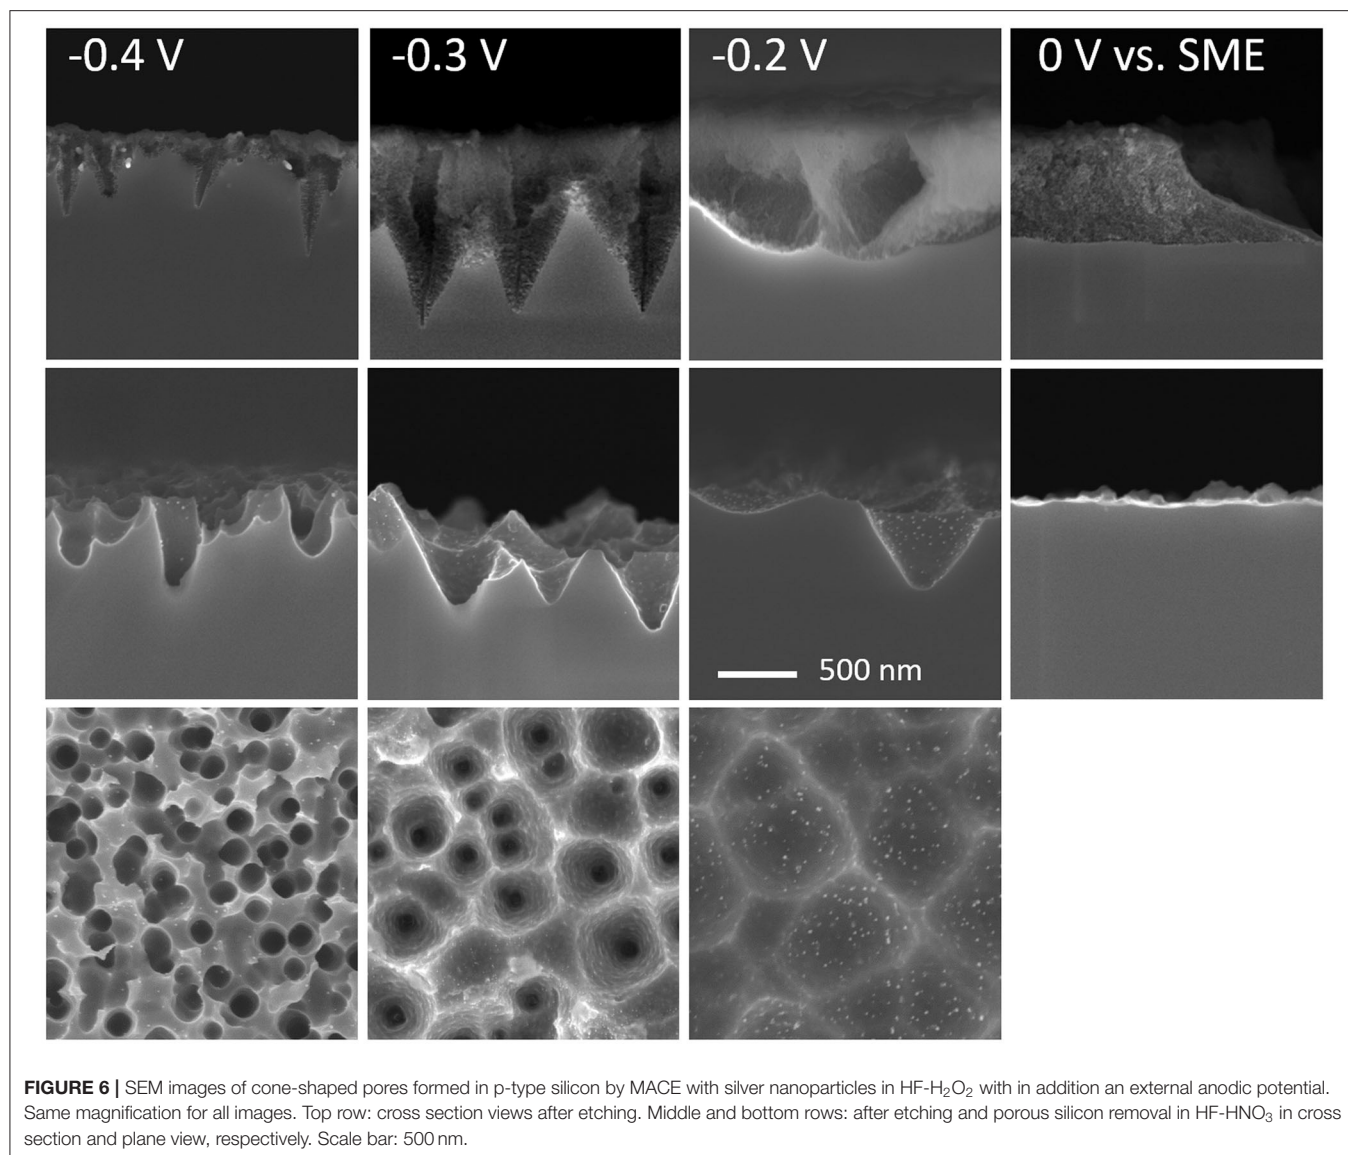 -0.4 V
-0.3 V
-0.2 V
0 V vs. SME
500 nm
FIGURE 6 | SEM images of cone-shaped pores formed in p-type silicon by MACE with silver nanoparticles in HF-H₂O₂ with in addition an external anodic potential.
Same magnification for all images. Top row: cross section views after etching. Middle and bottom rows: after etching and porous silicon removal in HF-HNO₃ in cross
section and plane view, respectively. Scale bar: 500 nm.